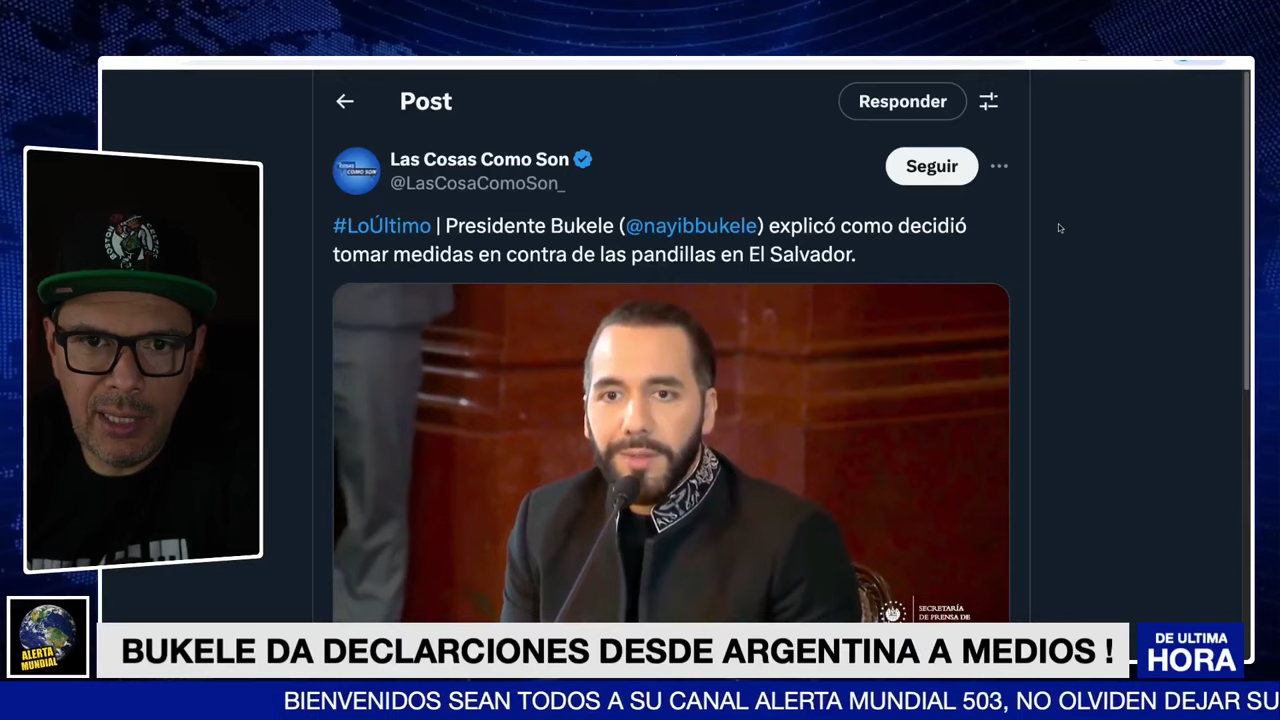 Post
Responder
Las Cosas Como Son
Seguir
@LasCosaComoSon_
#LoÚltimo | Presidente Bukele (@nayibbukele) explicó como decidió
tomar medidas en contra de las pandillas en El Salvador.
BOSTON
CELTICS
SECRETARÍA
DE PRENSA DE
ALERTA
MUNDIAL
BUKELE DA DECLARCIONES DESDE ARGENTINA A MEDIOS !
DE ULTIMA
HORA
BIENVENIDOS SEAN TODOS A SU CANAL ALERTA MUNDIAL 503, NO OLVIDEN DEJAR SU